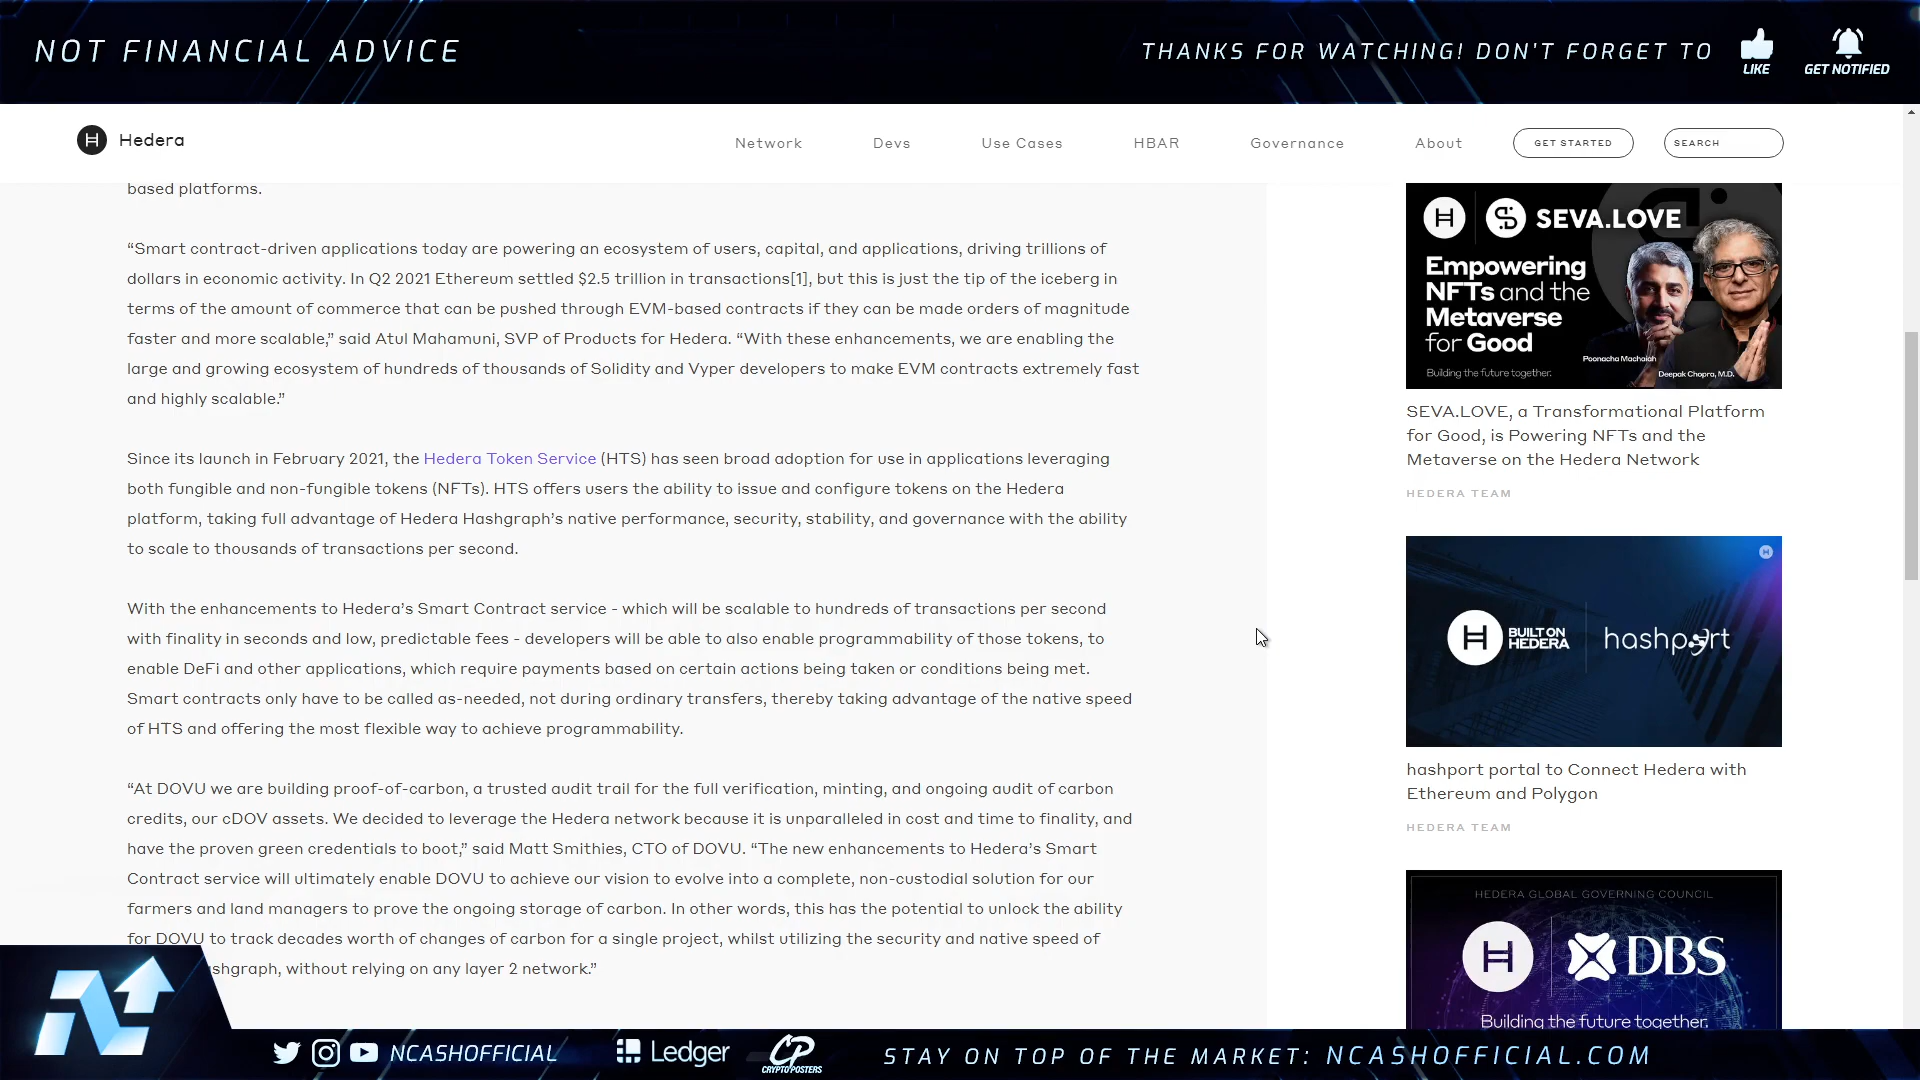 NOT FINANCIAL ADVICE
THANKS FOR WATCHING! DON'T FORGET TO
LIKE
GET NOTIFIED
Hedera
Network
Devs
Use Cases
HBAR
Governance
About
GET STARTED
SEARCH
based platforms.
“Smart contract-driven applications today are powering an ecosystem of users, capital, and applications, driving trillions of
dollars in economic activity. In Q2 2021 Ethereum settled $2.5 trillion in transactions[1], but this is just the tip of the iceberg in
terms of the amount of commerce that can be pushed through EVM-based contracts if they can be made orders of magnitude
faster and more scalable,” said Atul Mahamuni, SVP of Products for Hedera. “With these enhancements, we are enabling the
large and growing ecosystem of hundreds of thousands of Solidity and Vyper developers to make EVM contracts extremely fast
and highly scalable.”
Since its launch in February 2021, the Hedera Token Service (HTS) has seen broad adoption for use in applications leveraging
both fungible and non-fungible tokens (NFTs). HTS offers users the ability to issue and configure tokens on the Hedera
platform, taking full advantage of Hedera Hashgraph’s native performance, security, stability, and governance with the ability
to scale to thousands of transactions per second.
With the enhancements to Hedera’s Smart Contract service - which will be scalable to hundreds of transactions per second
with finality in seconds and low, predictable fees - developers will be able to also enable programmability of those tokens, to
enable DeFi and other applications, which require payments based on certain actions being taken or conditions being met.
Smart contracts only have to be called as-needed, not during ordinary transfers, thereby taking advantage of the native speed
of HTS and offering the most flexible way to achieve programmability.
“At DOVU we are building proof-of-carbon, a trusted audit trail for the full verification, minting, and ongoing audit of carbon
credits, our cDOV assets. We decided to leverage the Hedera network because it is unparalleled in cost and time to finality, and
have the proven green credentials to boot,” said Matt Smithies, CTO of DOVU. “The new enhancements to Hedera’s Smart
Contract service will ultimately enable DOVU to achieve our vision to evolve into a complete, non-custodial solution for our
farmers and land managers to prove the ongoing storage of carbon. In other words, this has the potential to unlock the ability
for DOVU to track decades worth of changes of carbon for a single project, whilst utilizing the security and native speed of
shgraph, without relying on any layer 2 network.”
SEVA.LOVE
Empowering
NFTs and the
Metaverse
for Good
Poonacha Machaiah
Building the future together.
Deepak Chopra, M.D.
SEVA.LOVE, a Transformational Platform
for Good, is Powering NFTs and the
Metaverse on the Hedera Network
HEDERA TEAM
BUILT ON
HEDERA
hashport
hashport portal to Connect Hedera with
Ethereum and Polygon
HEDERA TEAM
HEDERA GLOBAL GOVERNING COUNCIL
DBS
Building the future together.
NCASHOFFICIAL
Ledger
CP
CRYPTO POSTERS
STAY ON TOP OF THE MARKET: NCASHOFFICIAL.COM